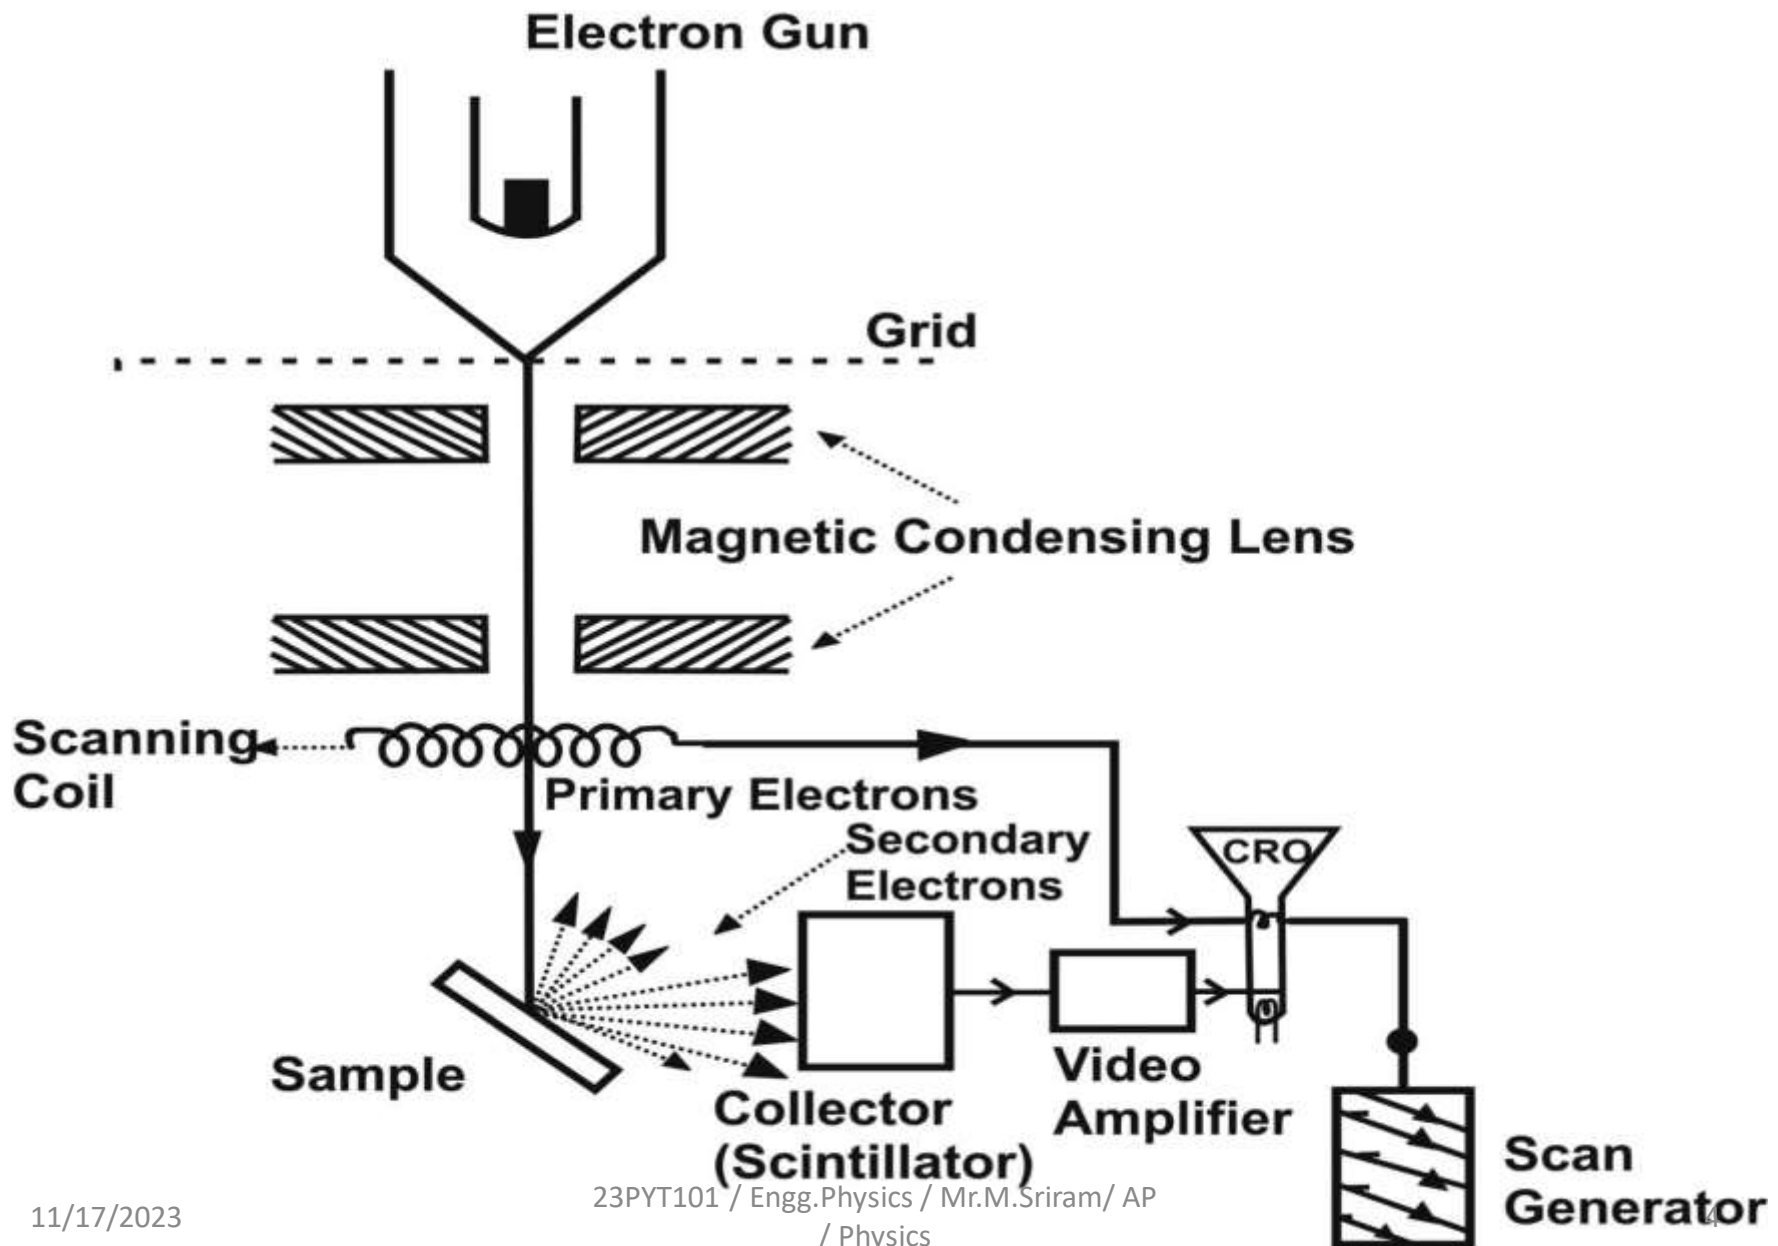 Electron Gun
Grid
Magnetic Condensing Lens
Scanning
Coil
Primary Electrons
Secondary
Electrons
CRO
Sample
Collector
(Scintillator)
Video
Amplifier
Scan
Generator
11/17/2023
23PYT101 / Engg.Physics / Mr.M.Sriram/ AP
/ Physics
4